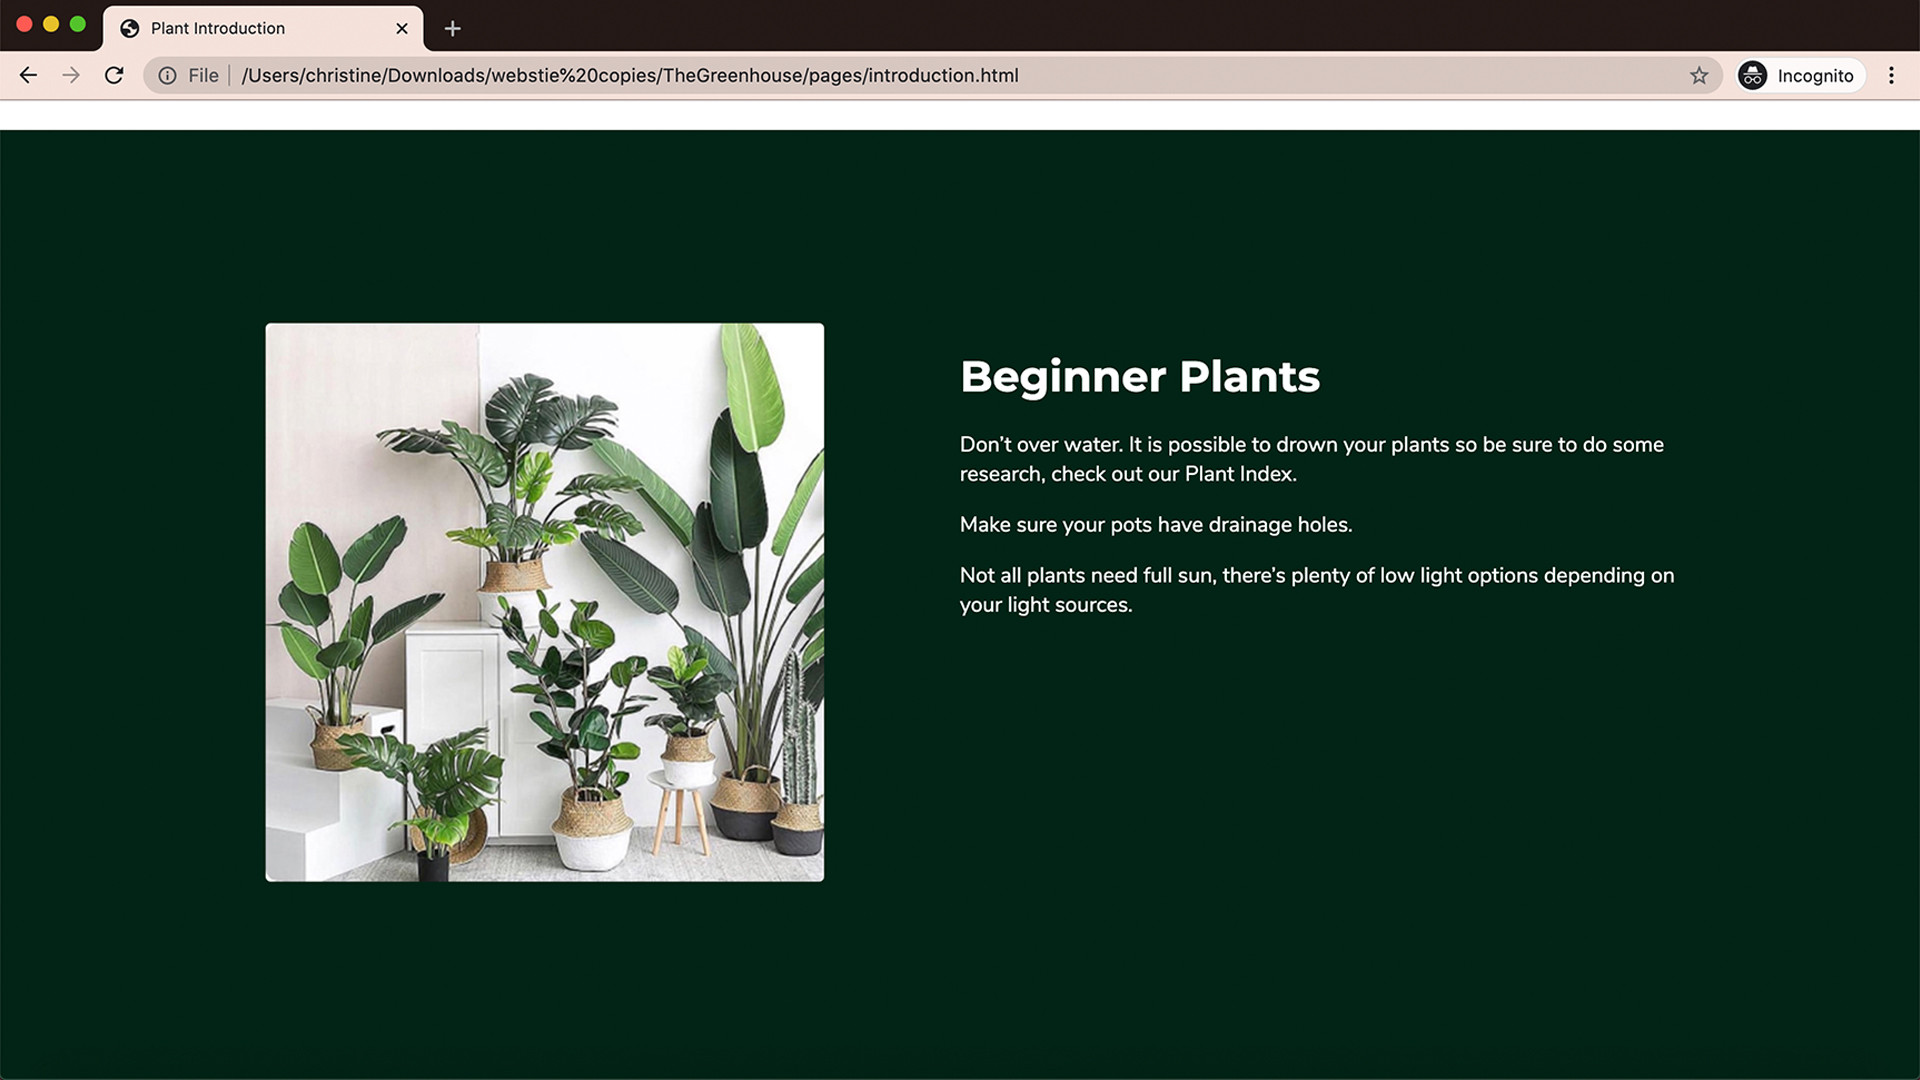 Plant Introduction
File
/Users/christine/Downloads/webstie%20copies/TheGreenhouse/pages/introduction.html
Incognito
Beginner Plants
Don’t over water. It is possible to drown your plants so be sure to do some
research, check out our Plant Index.
Make sure your pots have drainage holes.
Not all plants need full sun, there’s plenty of low light options depending on
your light sources.